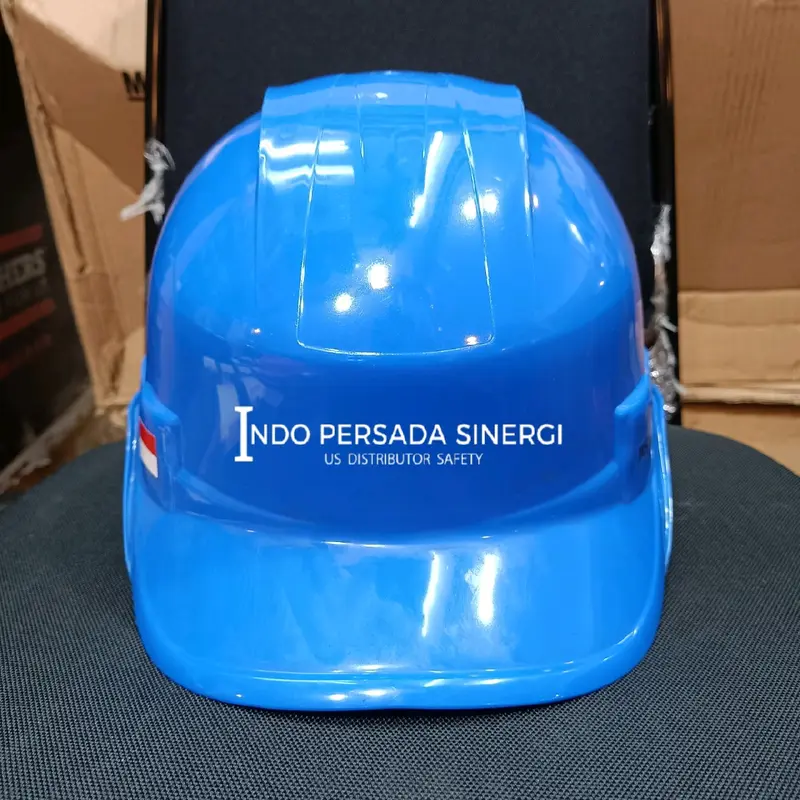 INDO PERSADA SINERGI
US DISTRIBUTOR SAFETY